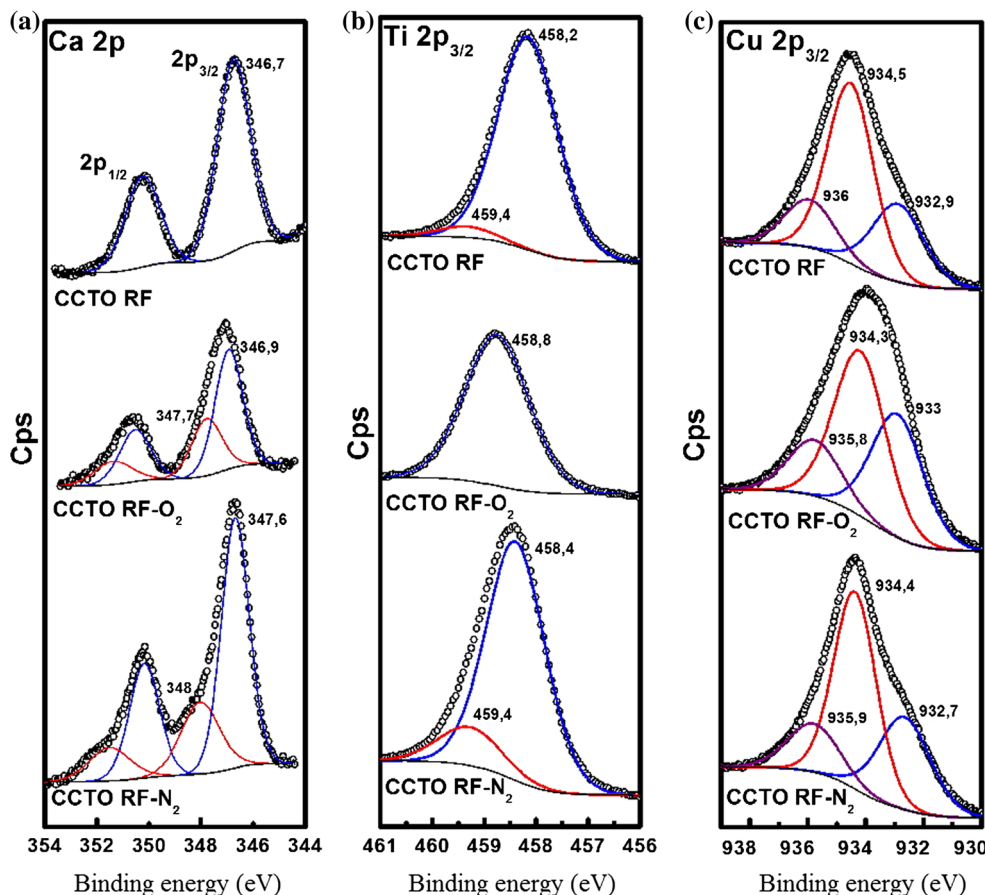 (a)
Ca 2p
2p3/2
346,7
2p1/2
CCTO RF
346,9
347,7
CCTO RF-O2
347,6
348
CCTO RF-N2
Cps
354 352 350 348 346 344
Binding energy (eV)
(b)
Ti 2p3/2
458,2
459,4
CCTO RF
458,8
CCTO RF-O2
458,4
459,4
CCTO RF-N2
Cps
461 460 459 458 457 456
Binding energy (eV)
(c)
Cu 2p3/2
934,5
936
932,9
CCTO RF
934,3
933
935,8
CCTO RF-O2
934,4
935,9
932,7
CCTO RF-N2
Cps
938 936 934 932 930
Binding energy (eV)